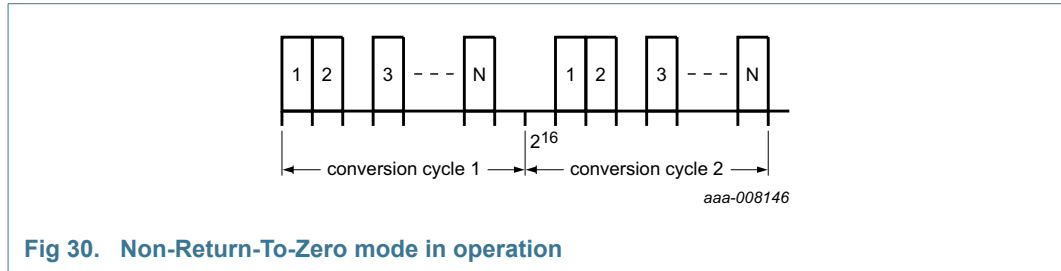 1 2 3 N 1 2 3 N
2^16
conversion cycle 1 conversion cycle 2
aaa-008146
Fig 30. Non-Return-To-Zero mode in operation